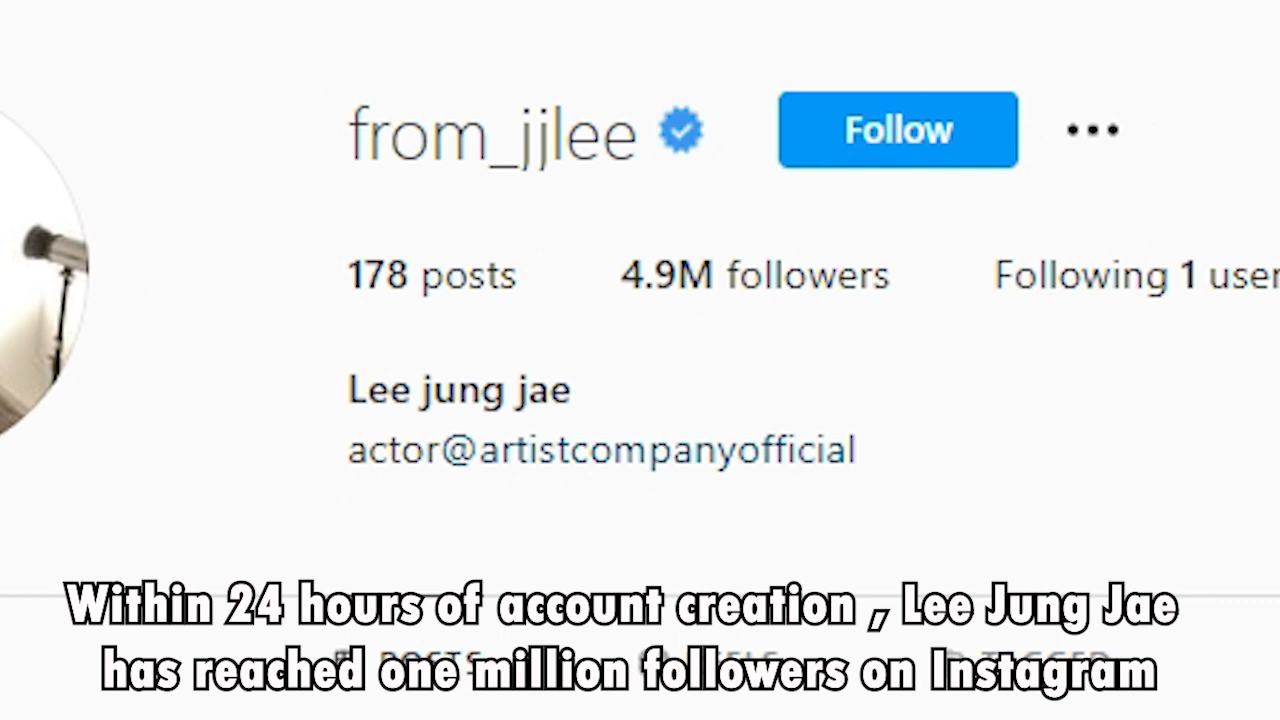 from_jjlee Follow
178 posts 4.9M followers Following 1 user
Lee jung jae
actor@artistcompanyofficial
Within 24 hours of account creation , Lee Jung Jae
has reached one million followers on Instagram